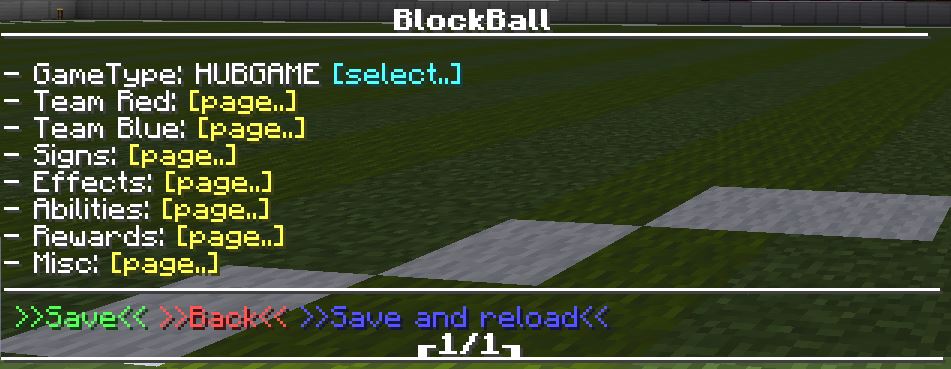 BlockBall
- GameType: HUBGAME [select..]
- Team Red: [page..]
- Team Blue: [page..]
- Signs: [page..]
- Effects: [page..]
- Abilities: [page..]
- Rewards: [page..]
- Misc: [page..]
>>Save<< >>Back<< >>Save and reload<<
┌1/1┐